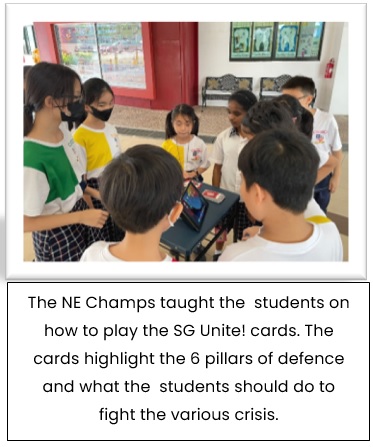 The NE Champs taught the  students on
how to play the SG Unite! cards. The
cards highlight the 6 pillars of defence
and what the  students should do to
fight the various crisis.